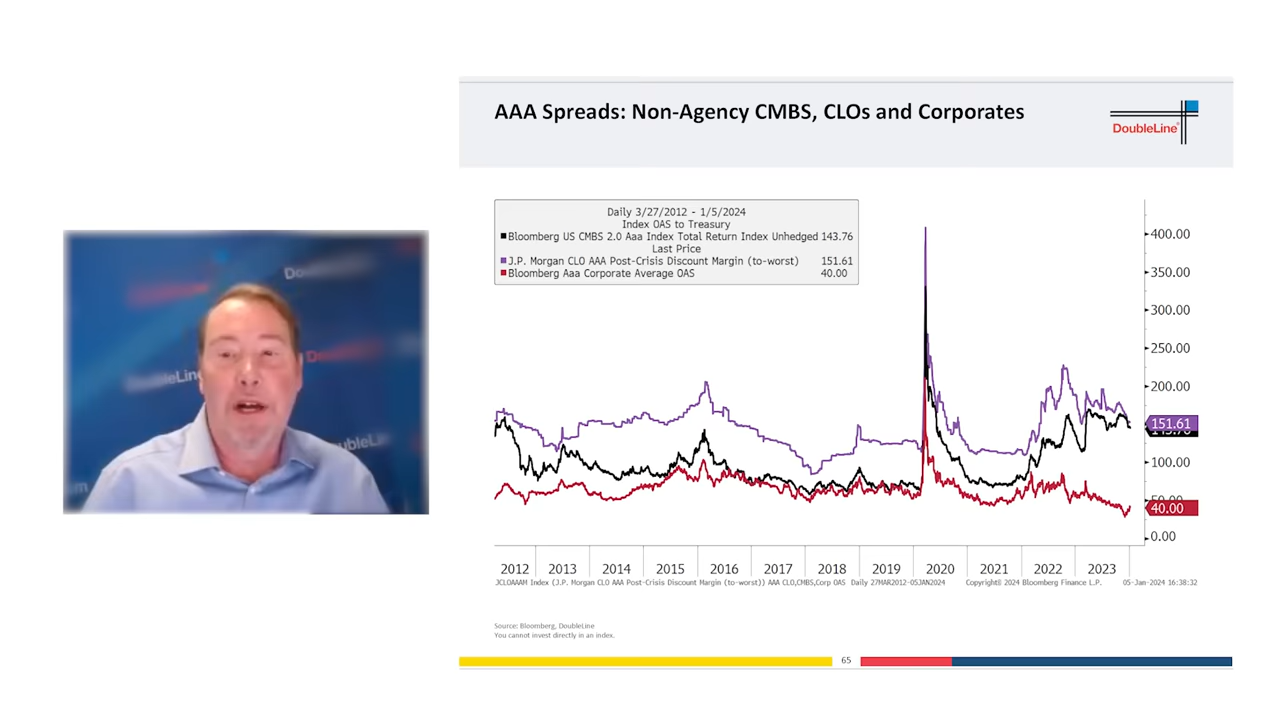 AAA Spreads: Non-Agency CMBS, CLOs and Corporates
DoubleLine®
Daily 3/27/2012 - 1/5/2024
Index OAS to Treasury
Bloomberg US CMBS 2.0 Aaa Index Total Return Index Unhedged 143.76
Last Price
J.P. Morgan CLO AAA Post-Crisis Discount Margin (to-worst) 151.61
Bloomberg Aaa Corporate Average OAS 40.00
400.00
350.00
300.00
250.00
200.00
151.61
143.76
100.00
50.00
40.00
0.00
2012 2013 2014 2015 2016 2017 2018 2019 2020 2021 2022 2023
JCLOAAAM Index (J.P. Morgan CLO AAA Post-Crisis Discount Margin (to-worst)) AAA CLO,CMBS,Corp OAS Daily 27MAR2012-05JAN2024 Copyright© 2024 Bloomberg Finance L.P. 05-Jan-2024 16:38:32
Source: Bloomberg, DoubleLine
You cannot invest directly in an index.
65
DoubleLine